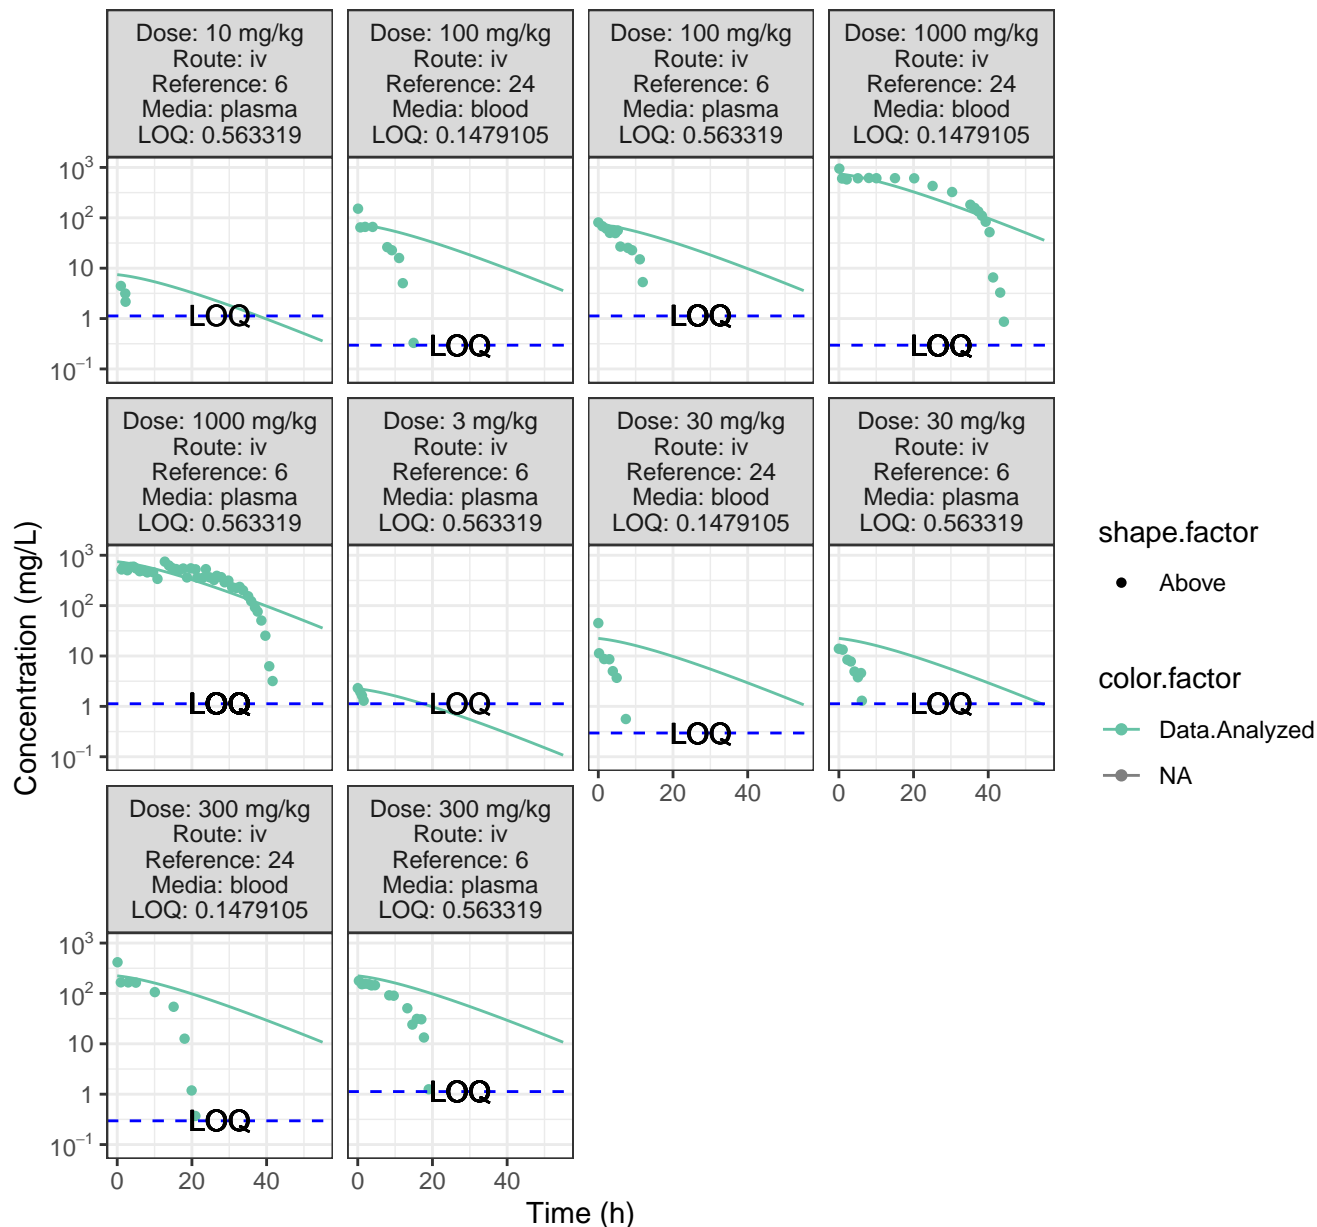 Dose: 10 mg/kg
Route: iv
Reference: 6
Media: plasma
LOQ: 0.563319
Dose: 100 mg/kg
Route: iv
Reference: 24
Media: blood
LOQ: 0.1479105
Dose: 100 mg/kg
Route: iv
Reference: 6
Media: plasma
LOQ: 0.563319
Dose: 1000 mg/kg
Route: iv
Reference: 24
Media: blood
LOQ: 0.1479105
10³
10²
10
1
10⁻¹
LOQ
LOQ
LOQ
LOQ
Dose: 1000 mg/kg
Route: iv
Reference: 6
Media: plasma
LOQ: 0.563319
Dose: 3 mg/kg
Route: iv
Reference: 6
Media: plasma
LOQ: 0.563319
Dose: 30 mg/kg
Route: iv
Reference: 24
Media: blood
LOQ: 0.1479105
Dose: 30 mg/kg
Route: iv
Reference: 6
Media: plasma
LOQ: 0.563319
10³
10²
10
1
10⁻¹
LOQ
LOQ
LOQ
LOQ
0 20 40
0 20 40
Dose: 300 mg/kg
Route: iv
Reference: 24
Media: blood
LOQ: 0.1479105
Dose: 300 mg/kg
Route: iv
Reference: 6
Media: plasma
LOQ: 0.563319
10³
10²
10
1
10⁻¹
LOQ
LOQ
0 20 40
0 20 40
Time (h)
Concentration (mg/L)
shape.factor
Above
color.factor
Data.Analyzed
NA